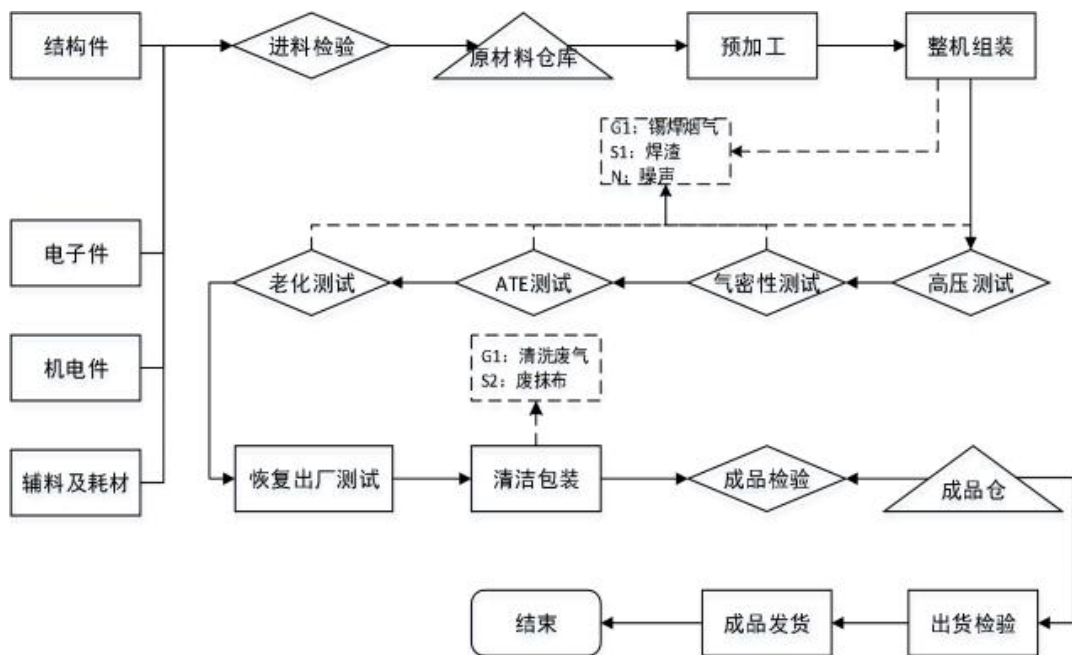 结构件
进料检验
原材料仓库
预加工
整机组装
G1：锡焊烟气
S1：焊渣
N：噪声
电子件
老化测试
ATE测试
气密性测试
高压测试
机电件
G1：清洗废气
S2：废抹布
辅料及耗材
恢复出厂测试
清洁包装
成品检验
成品仓
结束
成品发货
出货检验